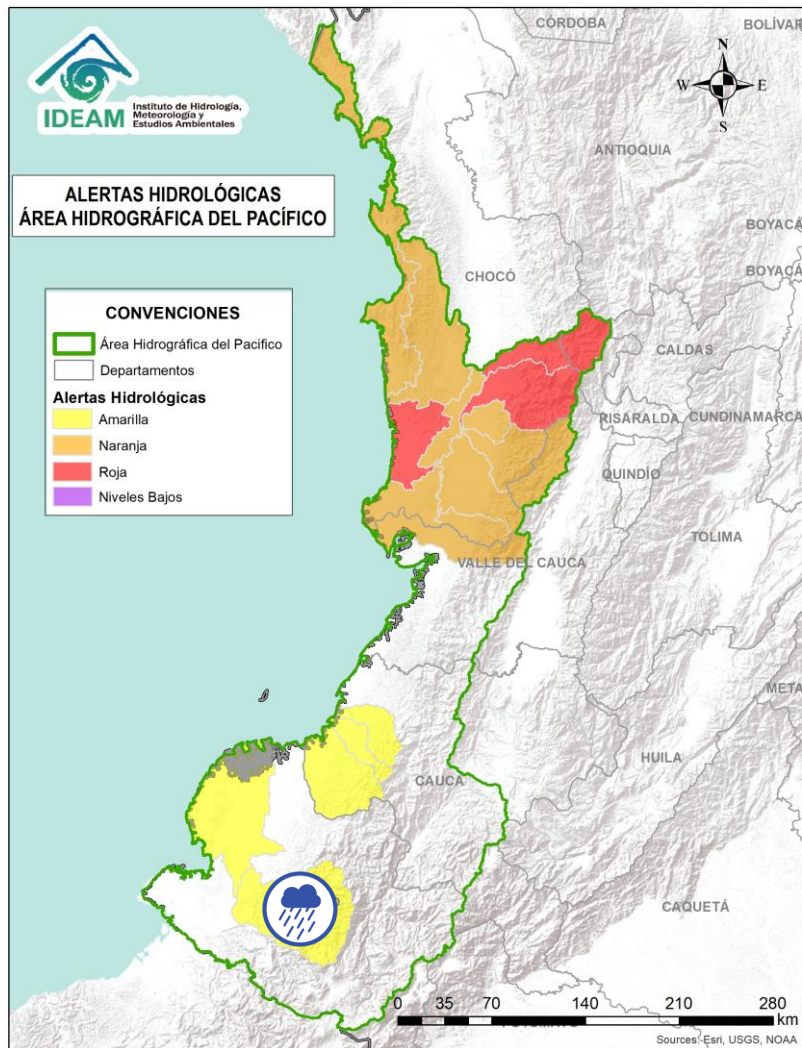 IDEAM
Instituto de Hidrología,
Meteorología y
Estudios Ambientales
ALERTAS HIDROLÓGICAS
ÁREA HIDROGRÁFICA DEL PACÍFICO
CONVENCIONES
Área Hidrográfica del Pacifico
Departamentos
Alertas Hidrológicas
Amarilla
Naranja
Roja
Niveles Bajos
CÓRDOBA
BOLÍVAR
N
W E
S
ANTIOQUIA
BOYACÁ
CHOCÓ
BOYACÁ
CALDAS
RISARALDA
CUNDINAMARCA
QUINDÍO
TOLIMA
VALLE DEL CAUCA
META
HUILA
CAUCA
CAQUETÁ
0 35 70 140 210 280
km
Sources: Esri, USGS, NOAA